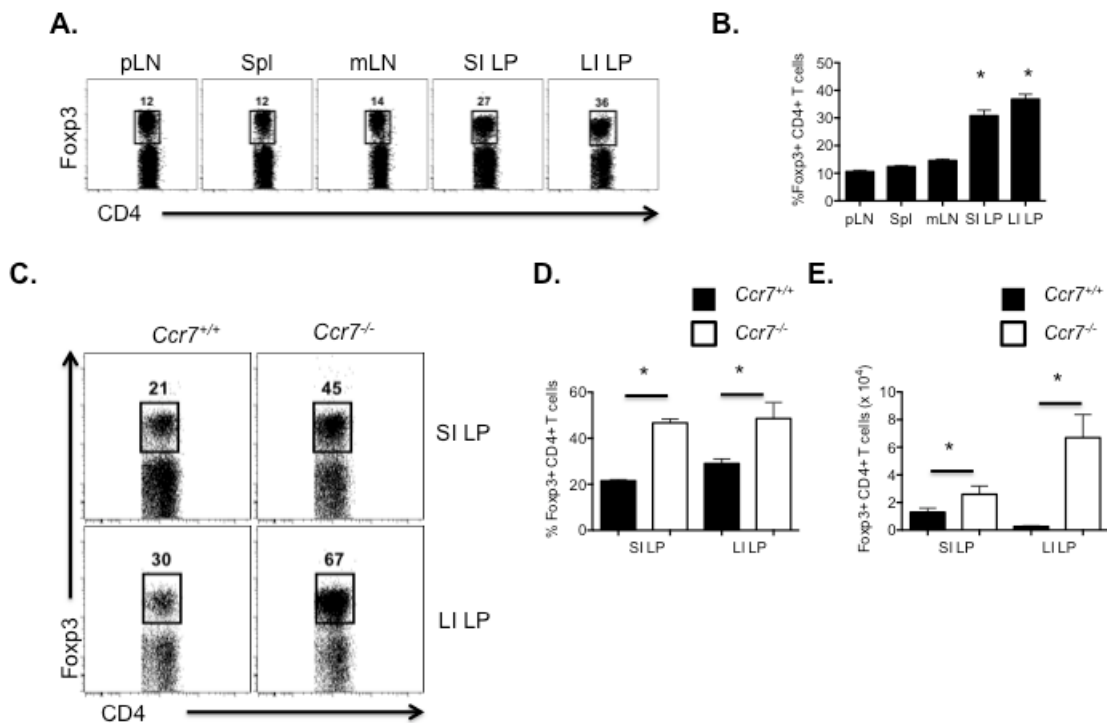 A.
pLN Spl mLN SI LP LI LP
12 12 14 27 36
Foxp3
CD4
B.
%Foxp3+ CD4+ T cells
50
40
30
20
10
0
* *
pLN Spl mLN SI LP LI LP
C.
Ccr7+/+ Ccr7-/-
21 45
SI LP
30 67
LI LP
Foxp3
CD4
D.
Ccr7+/+
Ccr7-/-
% Foxp3+ CD4+ T cells
60
40
20
0
* *
SI LP LI LP
E.
Ccr7+/+
Ccr7-/-
Foxp3+ CD4+ T cells (x 10⁴)
10
8
6
4
2
0
* *
SI LP LI LP